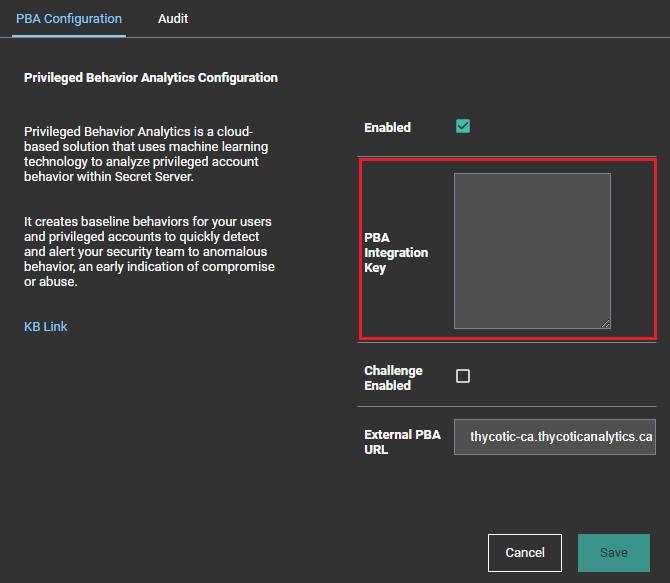 PBA Configuration
Audit
Privileged Behavior Analytics Configuration
Privileged Behavior Analytics is a cloud-
based solution that uses machine learning
technology to analyze privileged account
behavior within Secret Server.
It creates baseline behaviors for your users
and privileged accounts to quickly detect
and alert your security team to anomalous
behavior, an early indication of compromise
or abuse.
KB Link
Enabled
PBA
Integration
Key
Challenge
Enabled
External PBA
URL
thycotic-ca.thycoticanalytics.ca
Cancel
Save